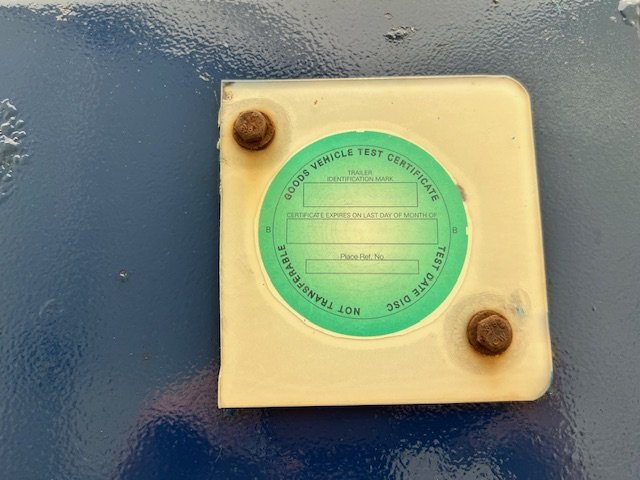 GOODS VEHICLE TEST CERTIFICATE
TRAILER
IDENTIFICATION MARK
CERTIFICATE EXPIRES ON LAST DAY OF MONTH OF
B B
Place Ref. No.
TEST DATE DISC
NOT TRANSFERABLE